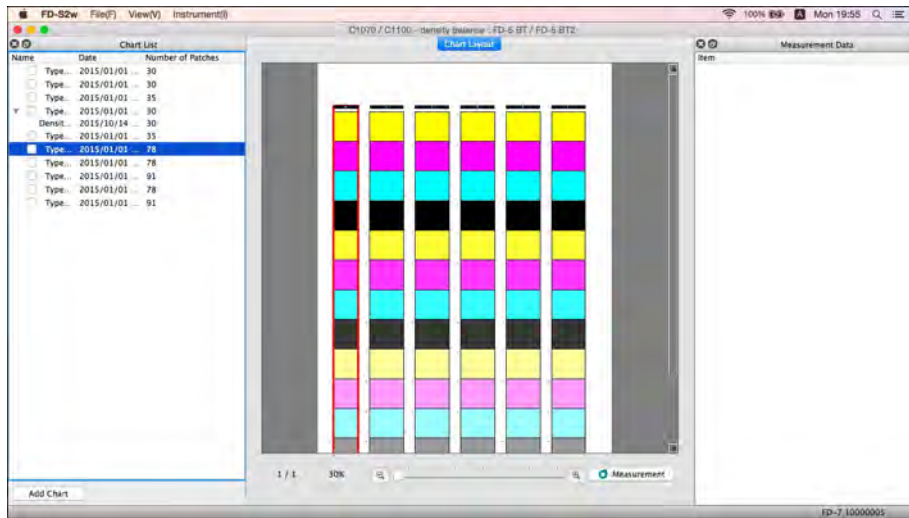 FD-S2w File(F) View(V) Instrument(I) 100% Mon 19:55
C1070 / C1100 - density balance : FD-5 BT / FD-5 BT2
Chart List Chart Layout Measurement Data
Name Date Number of Patches Item
Type... 2015/01/01 ... 30
Type... 2015/01/01 ... 30
Type... 2015/01/01 ... 35
Type... 2015/01/01 ... 30
Densit... 2015/10/14 ... 30
Type... 2015/01/01 ... 35
Type... 2015/01/01 ... 78
Type... 2015/01/01 ... 78
Type... 2015/01/01 ... 91
Type... 2015/01/01 ... 78
Type... 2015/01/01 ... 91
1 / 1 30% Measurement
Add Chart
FD-7 10000005